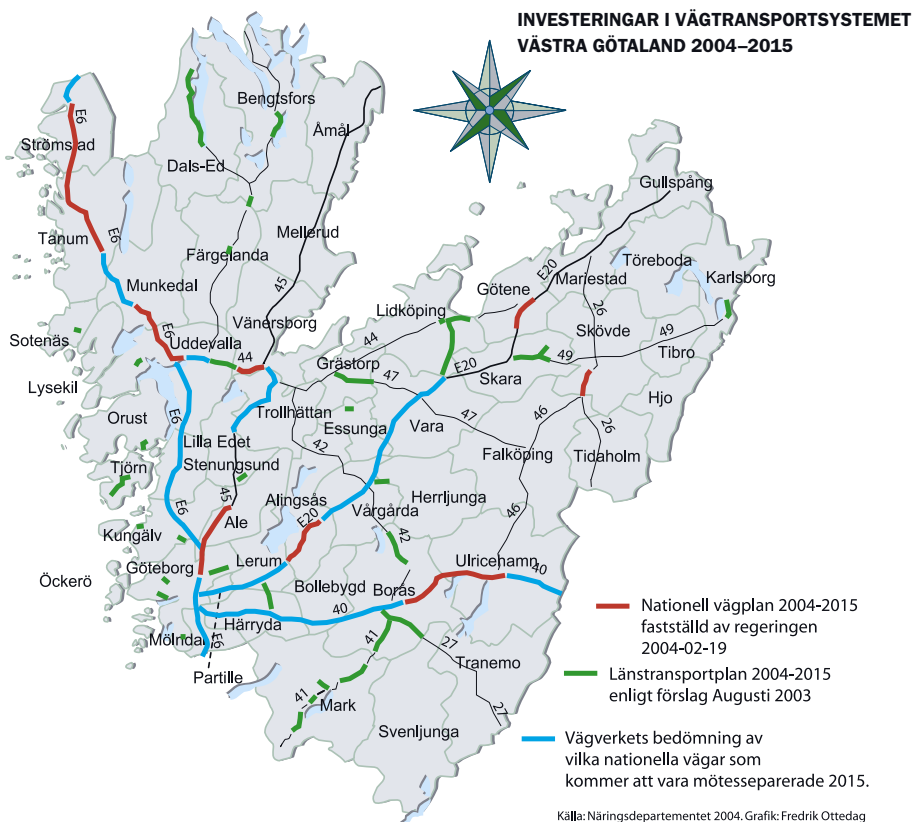 INVESTERINGAR I VÄGTRANSPORTSYSTEMET
VÄSTRA GÖTALAND 2004–2015
Bengtsfors
E6
Åmål
Strömstad
Dals-Ed
Gullspång
Tanum
E6
Mellerud
Färgelanda
E20
Töreboda
Mariestad
Karlsborg
Munkedal
45
Götene
26
Lidköping
Vänersborg
Sotenäs
E6
Uddevalla
44
Skövde
49
44
Grästorp
E20
49
Tibro
Lysekil
47
Skara
Hjo
Orust
E6
Trollhättan
Essunga
Vara
47
46
26
Lilla Edet
42
Falköping
Tidaholm
Tjörn
Stenungsund
45
Alingsås
Herrljunga
E6
Ale
E20
Vårgårda
46
Kungälv
42
Göteborg
Lerum
Ulricehamn
Öckerö
Bollebygd
Borås
40
Härryda
40
Mölndal
E6
41
27
Partille
Tranemo
41
Mark
27
Svenljunga
Nationell vägplan 2004-2015
fastställd av regeringen
2004-02-19
Länstransportplan 2004-2015
enligt förslag Augusti 2003
Vägverkets bedömning av
vilka nationella vägar som
kommer att vara mötesseparerade 2015.
Källa: Näringsdepartementet 2004. Grafik: Fredrik Ottedag